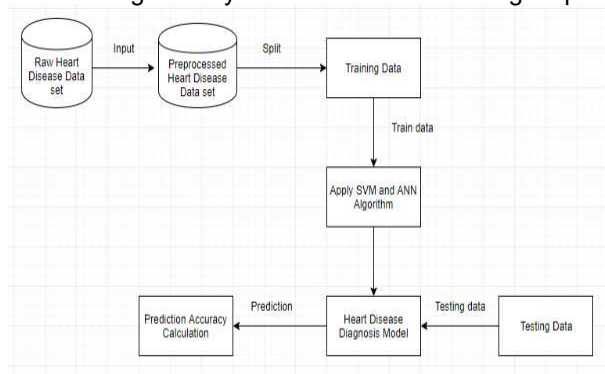 Input
Split
Raw Heart
Disease Data
set
Preprocessed
Heart Disease
Data set
Training Data
Train data
Apply SVM and ANN
Algorithm
Prediction Accuracy
Calculation
Prediction
Heart Disease
Diagnosis Model
Testing data
Testing Data